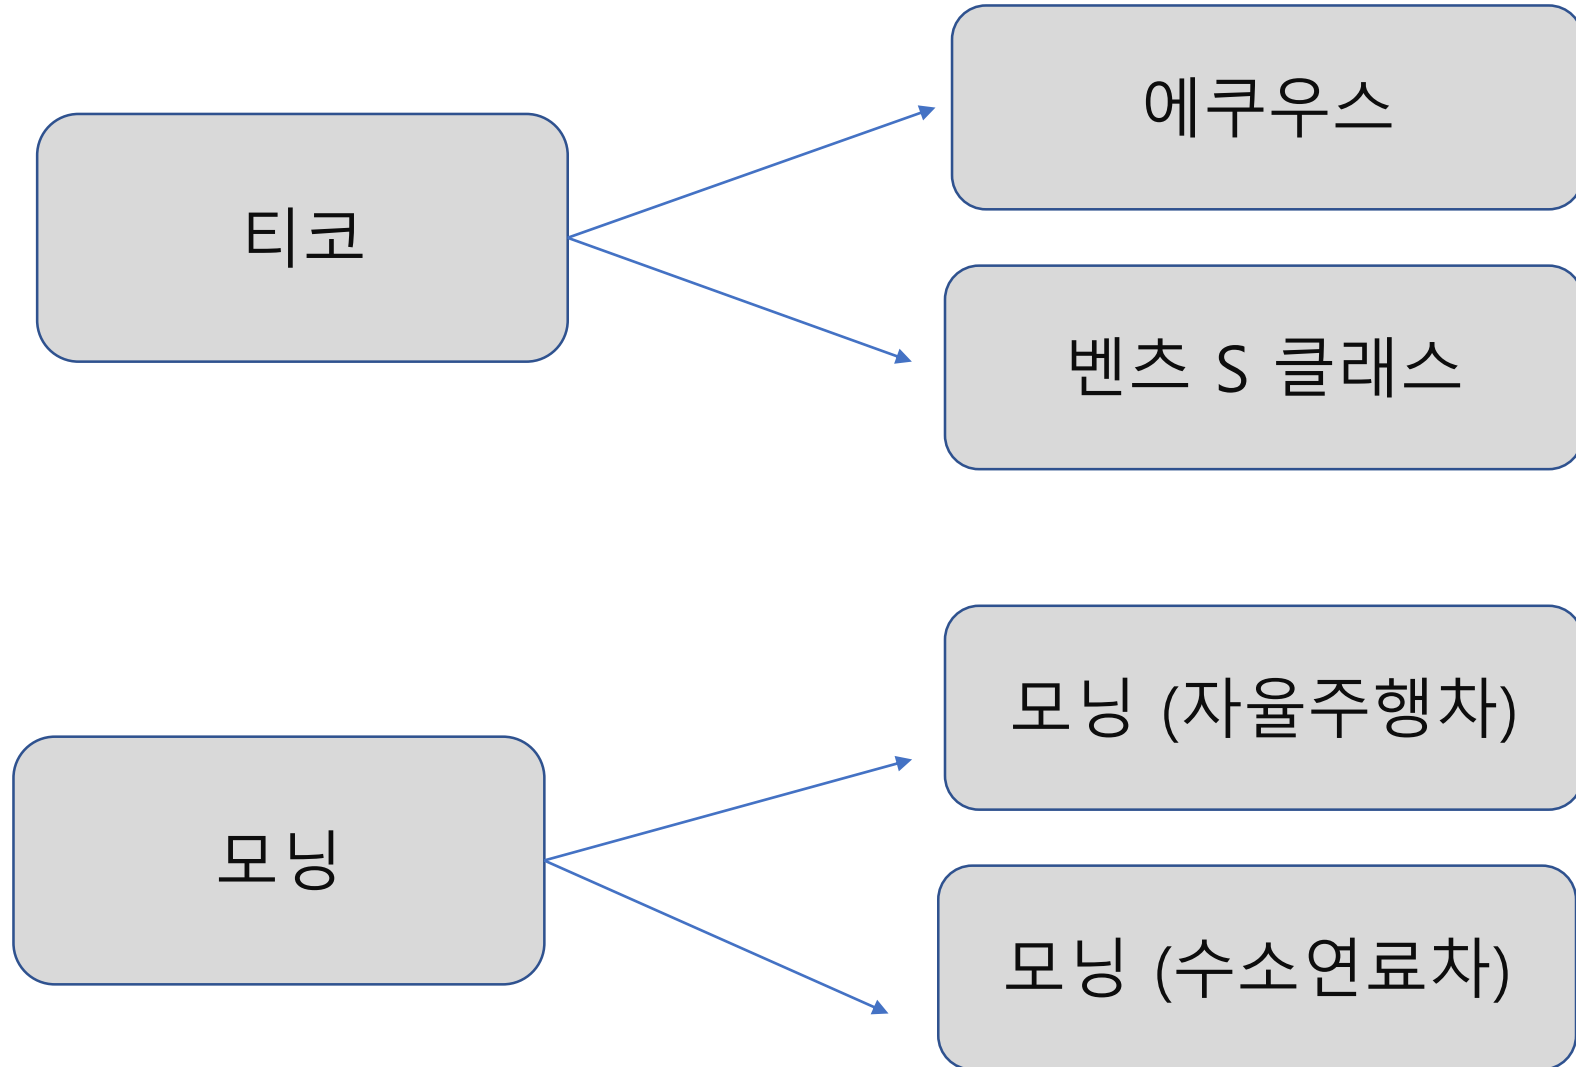 에쿠우스
티코
벤츠 S 클래스
모닝 (자율주행차)
모닝
모닝 (수소연료차)